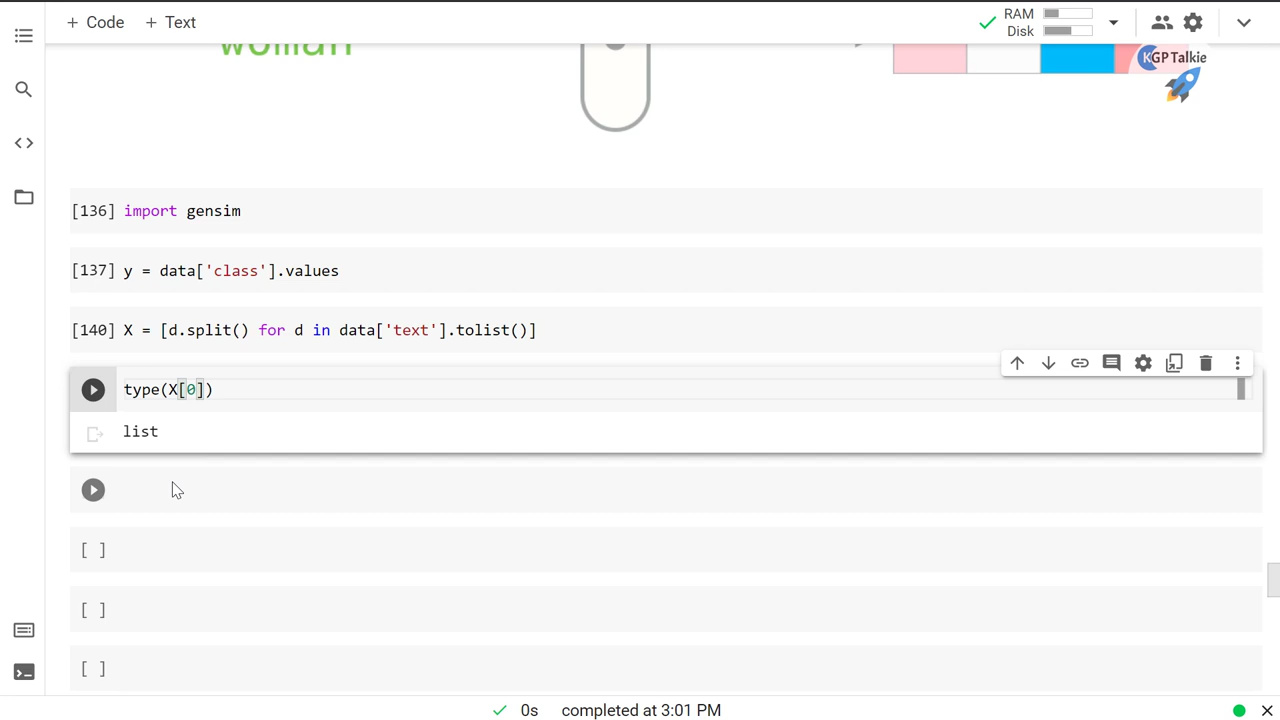 + Code + Text
RAM
Disk
woman
KGP Talkie
[136] import gensim
[137] y = data['class'].values
[140] X = [d.split() for d in data['text'].tolist()]
type(X[0])
list
[ ]
[ ]
[ ]
0s completed at 3:01 PM